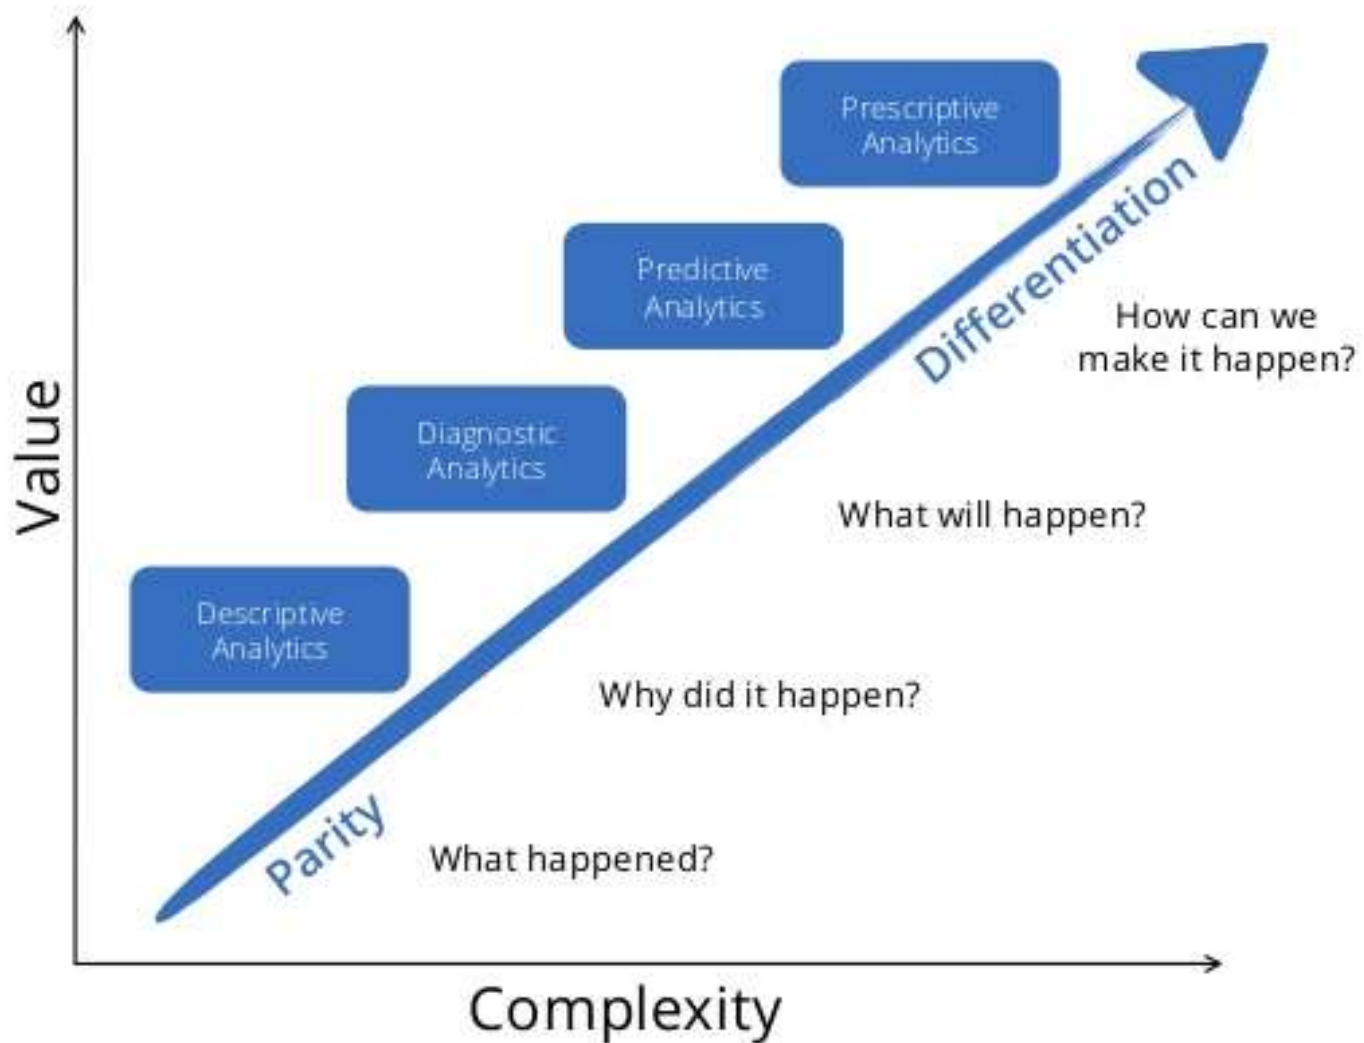 Prescriptive
Analytics
Differentiation
Predictive
Analytics
How can we
make it happen?
Value
Diagnostic
Analytics
What will happen?
Descriptive
Analytics
Why did it happen?
Parity
What happened?
Complexity